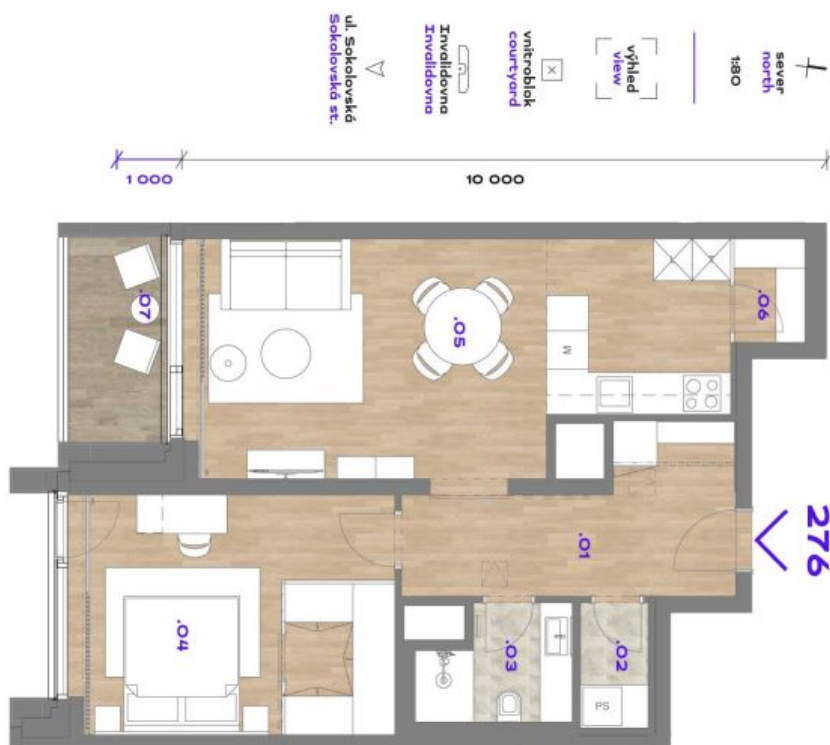 sever
north
1:80
výhled
view
vnitroblok
courtyard
Invalidovna
Invalidovna
ul. Sokolovská
Sokolovská st.
1 000
10 000
276
.01
.02
.03
.04
.05
.06
.07
M
PS